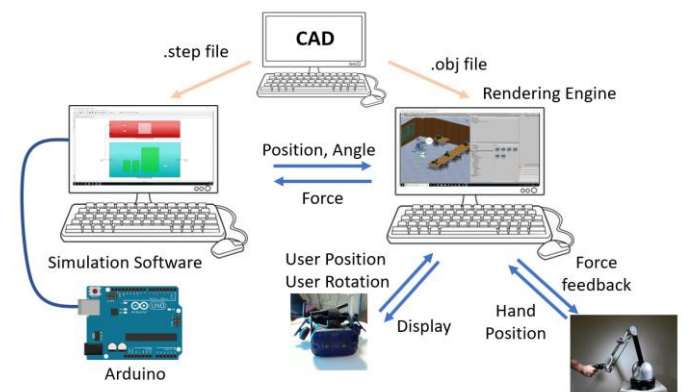 CAD
.step file
.obj file
Rendering Engine
Position, Angle
Force
Simulation Software
User Position
User Rotation
Display
Hand
Position
Force
feedback
UNO
Arduino